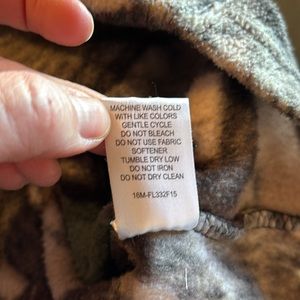 MACHINE WASH COLD
WITH LIKE COLORS
GENTLE CYCLE
DO NOT BLEACH
DO NOT USE FABRIC
SOFTENER
TUMBLE DRY LOW
DO NOT IRON
DO NOT DRY CLEAN
16M-FL332F15